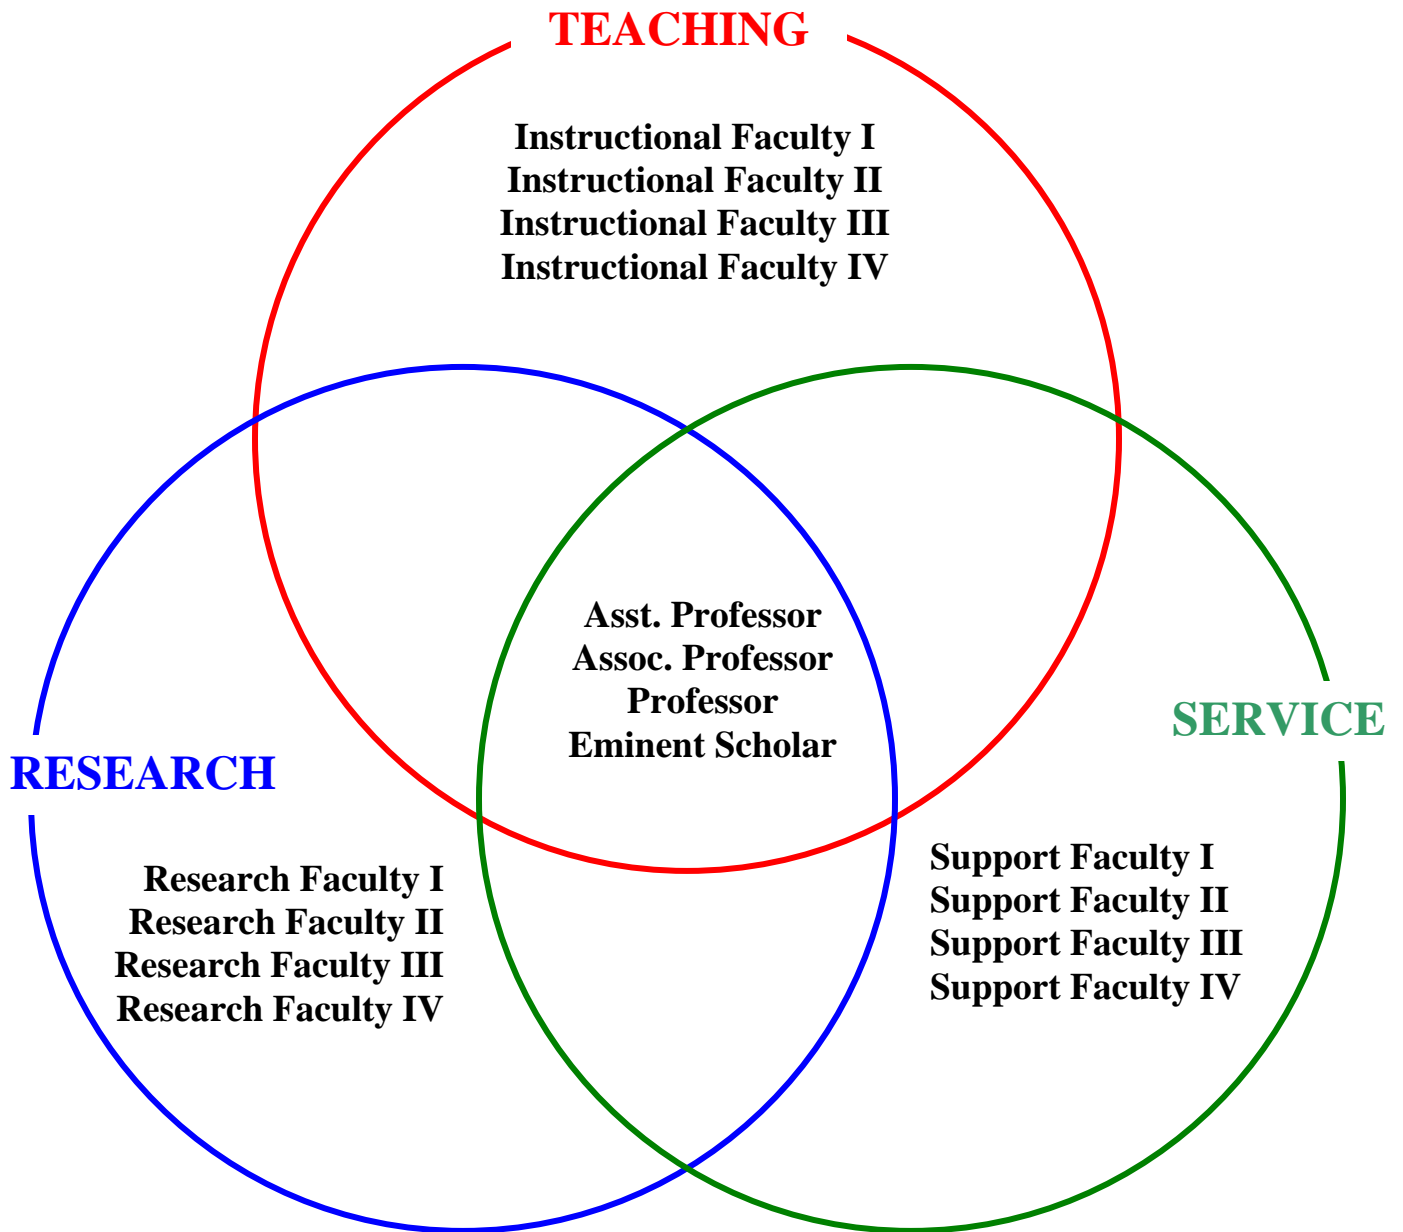 TEACHING
Instructional Faculty I
Instructional Faculty II
Instructional Faculty III
Instructional Faculty IV
Asst. Professor
Assoc. Professor
Professor
Eminent Scholar
SERVICE
RESEARCH
Research Faculty I
Research Faculty II
Research Faculty III
Research Faculty IV
Support Faculty I
Support Faculty II
Support Faculty III
Support Faculty IV